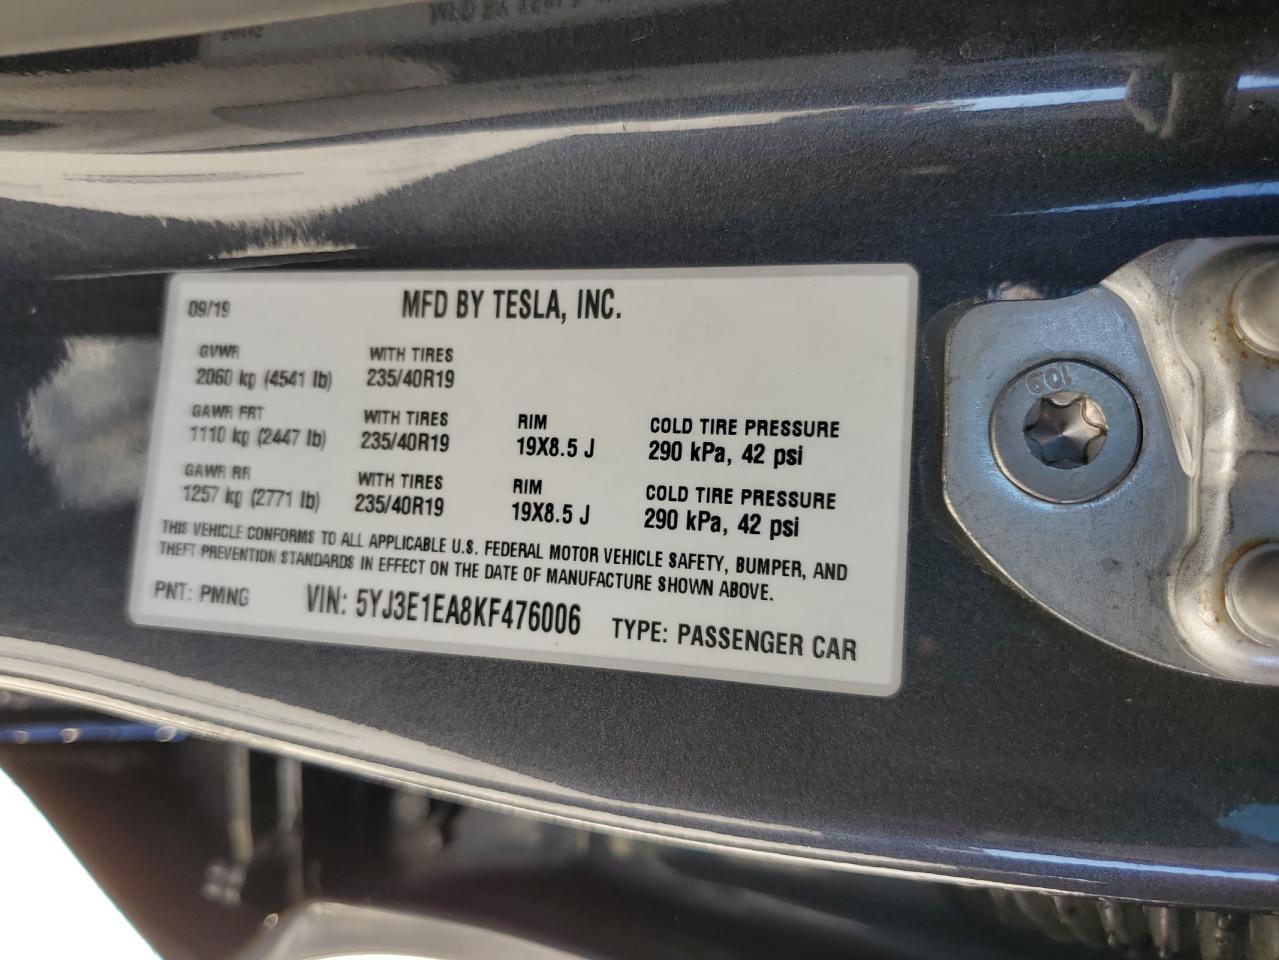 09/19 MFD BY TESLA, INC.
GVWR WITH TIRES
2060 kg (4541 lb) 235/40R19
GAWR FRT WITH TIRES RIM COLD TIRE PRESSURE
1110 kg (2447 lb) 235/40R19 19X8.5 J 290 kPa, 42 psi
GAWR RR WITH TIRES RIM COLD TIRE PRESSURE
1257 kg (2771 lb) 235/40R19 19X8.5 J 290 kPa, 42 psi
THIS VEHICLE CONFORMS TO ALL APPLICABLE U.S. FEDERAL MOTOR VEHICLE SAFETY, BUMPER, AND
THEFT PREVENTION STANDARDS IN EFFECT ON THE DATE OF MANUFACTURE SHOWN ABOVE.
PNT: PMNG VIN: 5YJ3E1EA8KF476006 TYPE: PASSENGER CAR
10.9